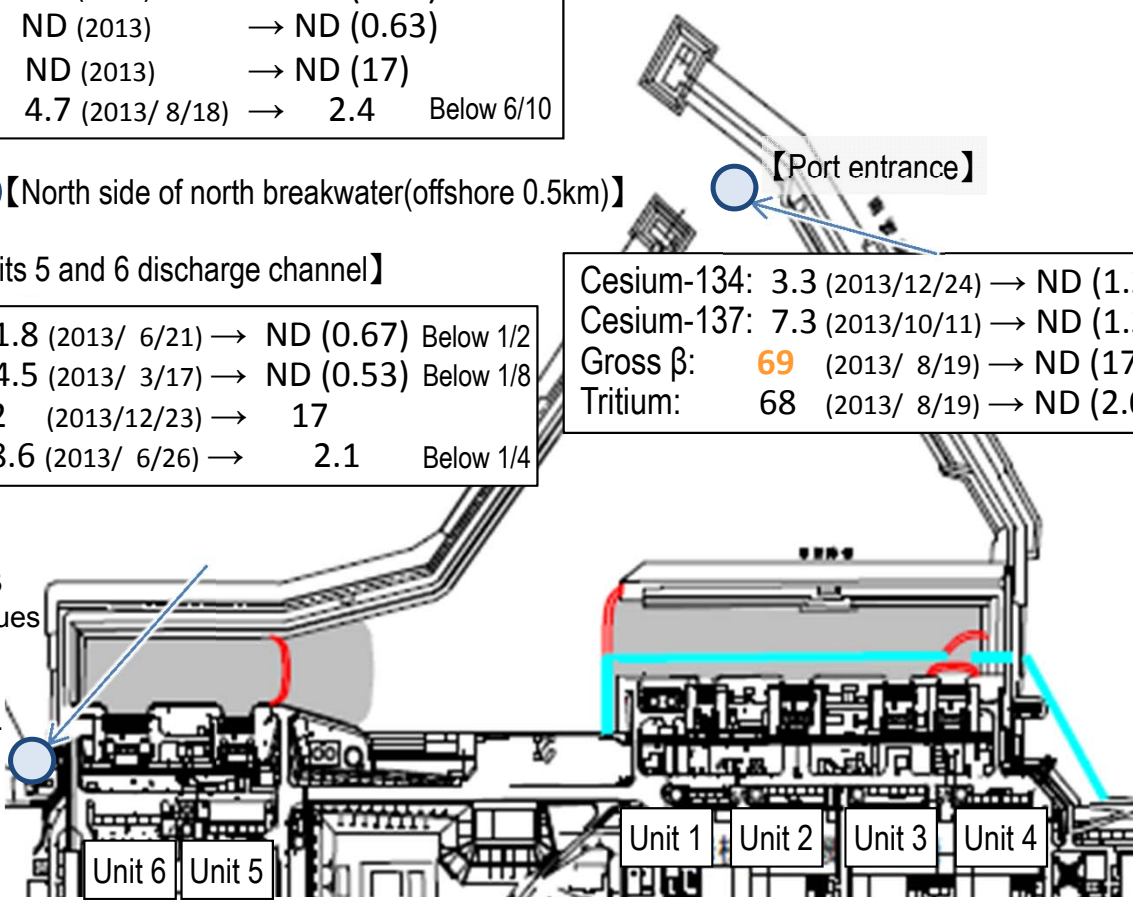 ND (2013) → ND (0.63)
ND (2013) → ND (17)
4.7 (2013/ 8/18) → 2.4 Below 6/10
【Port entrance】
【North side of north breakwater(offshore 0.5km)】
its 5 and 6 discharge channel】
1.8 (2013/ 6/21) → ND (0.67) Below 1/2
4.5 (2013/ 3/17) → ND (0.53) Below 1/8
2 (2013/12/23) → 17
8.6 (2013/ 6/26) → 2.1 Below 1/4
Cesium-134: 3.3 (2013/12/24) → ND (1.
Cesium-137: 7.3 (2013/10/11) → ND (1.
Gross β: 69 (2013/ 8/19) → ND (17
Tritium: 68 (2013/ 8/19) → ND (2.
ues
Unit 6
Unit 5
Unit 1
Unit 2
Unit 3
Unit 4